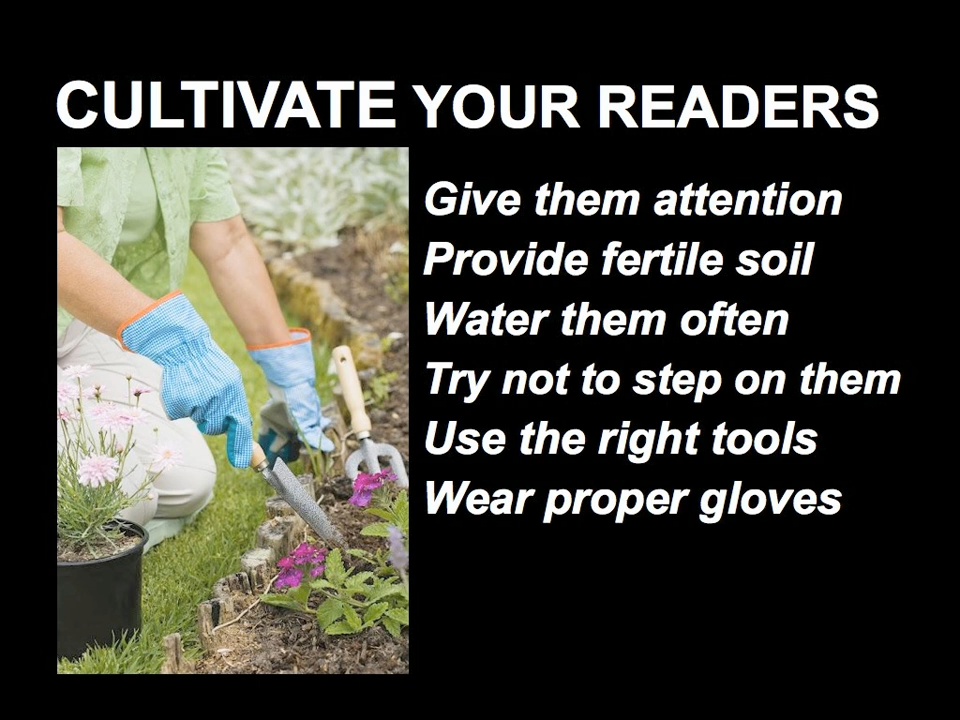 CULTIVATE YOUR READERS
Give them attention
Provide fertile soil
Water them often
Try not to step on them
Use the right tools
Wear proper gloves